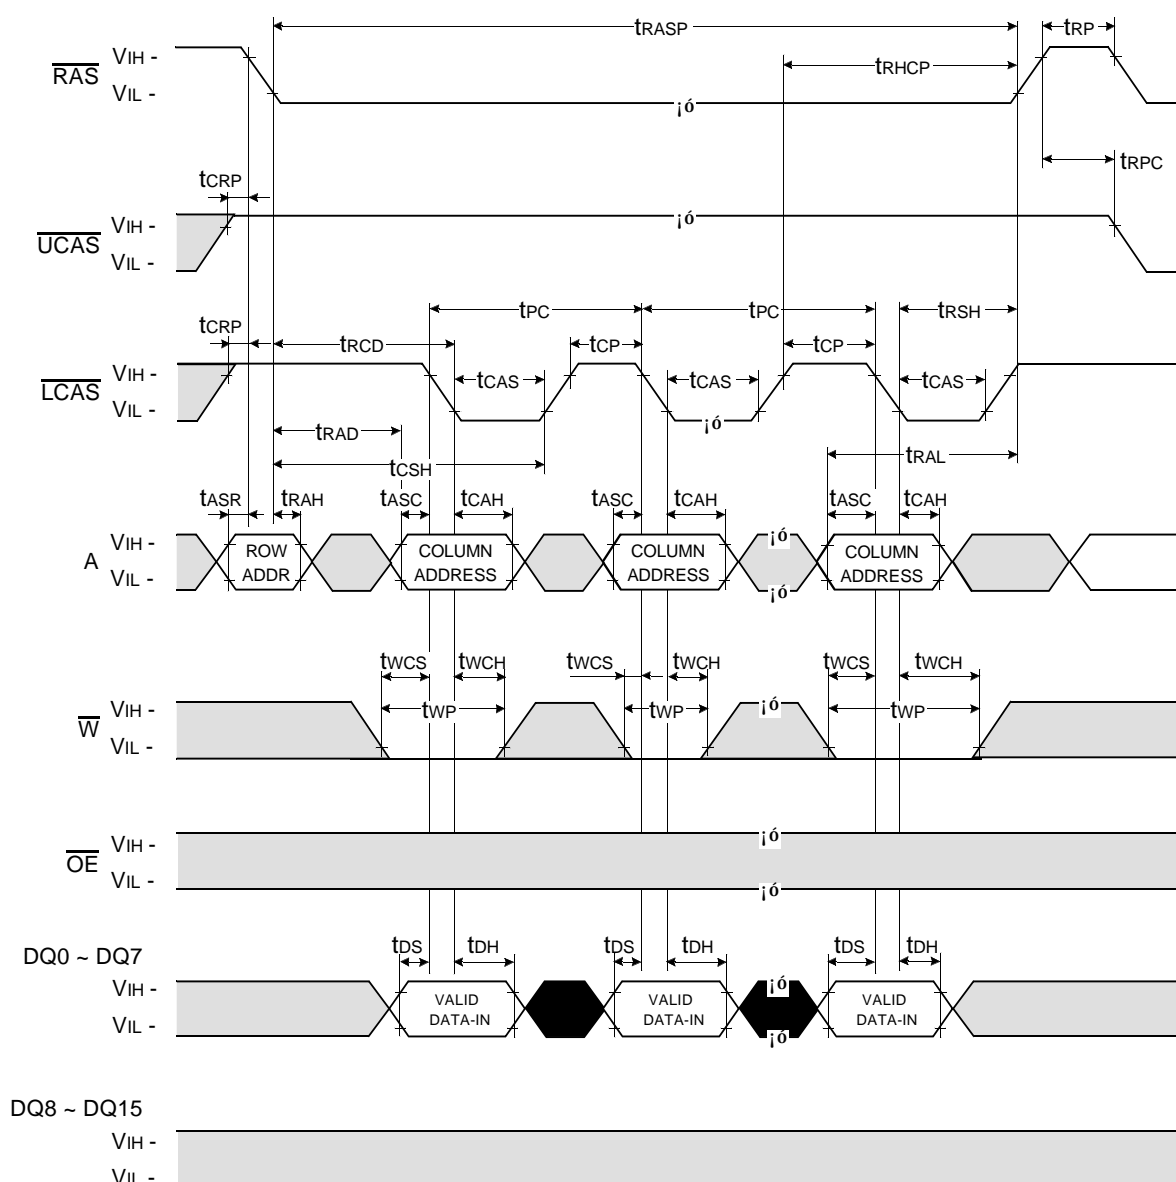 tRASP tRP
RAS VIH -
VIL -
tRHCP
¡ó
tRPC
tCRP
UCAS VIH -
VIL -
¡ó
tCRP tRCD tPC tCP tPC tCP tRSH
LCAS VIH -
VIL -
tCAS tCAS tCAS
¡ó
tRAD tCSH tRAL
tASR tRAH tASC tCAH tASC tCAH tASC tCAH
A VIH -
VIL -
ROW
ADDR
COLUMN
ADDRESS
COLUMN
ADDRESS
¡ó
¡ó
COLUMN
ADDRESS
tWCS tWCH tWCS tWCH tWCS tWCH
tWP tWP tWP
W VIH -
VIL -
¡ó
OE VIH -
VIL -
¡ó
¡ó
DQ0 ~ DQ7
VIH -
VIL -
tDS tDH tDS tDH tDS tDH
VALID
DATA-IN
VALID
DATA-IN
¡ó
¡ó
VALID
DATA-IN
DQ8 ~ DQ15
VIH -
VIL -